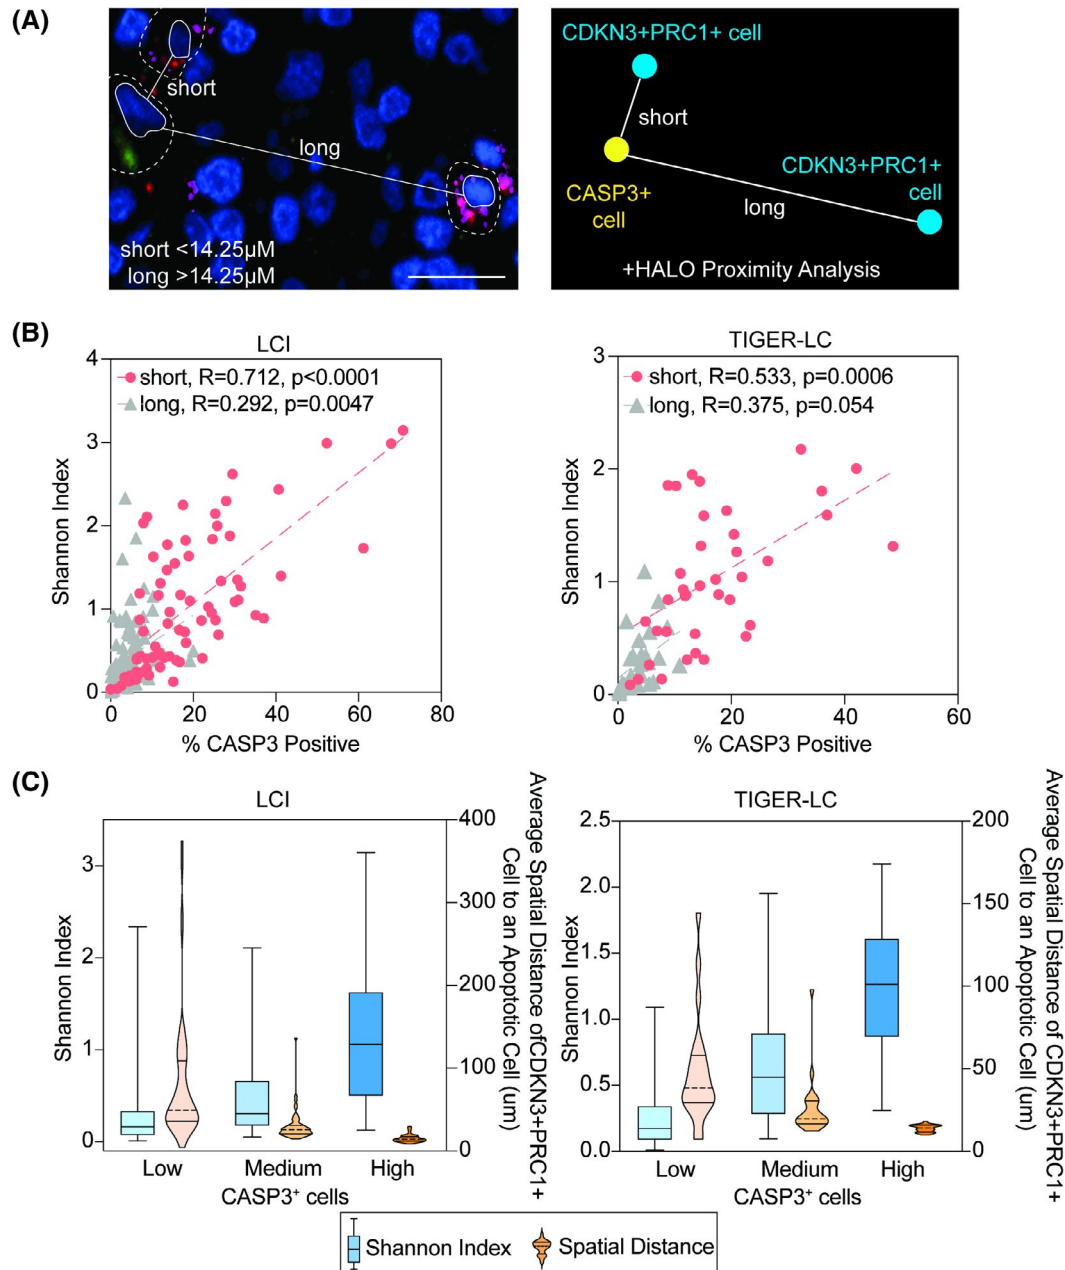 (A)
short
long
short <14.25µM
long >14.25µM
CDKN3+PRC1+ cell
short
CDKN3+PRC1+
cell
CASP3+
cell
long
+HALO Proximity Analysis
(B)
LCI
short, R=0.712, p<0.0001
long, R=0.292, p=0.0047
Shannon Index
4
3
2
1
0
0 20 40 60 80
% CASP3 Positive
TIGER-LC
short, R=0.533, p=0.0006
long, R=0.375, p=0.054
Shannon Index
3
2
1
0
0 20 40 60
% CASP3 Positive
(C)
LCI
Shannon Index
3
2
1
0
400
300
200
100
0
Average Spatial Distance ofCDKN3+PRC1+
Cell to an Apoptotic Cell (um)
Low Medium High
CASP3+ cells
TIGER-LC
Shannon Index
2.5
2.0
1.5
1.0
0.5
0.0
200
150
100
50
0
Average Spatial Distance of CDKN3+PRC1+
Cell to an Apoptotic Cell (um)
Low Medium High
CASP3+ cells
Shannon Index Spatial Distance